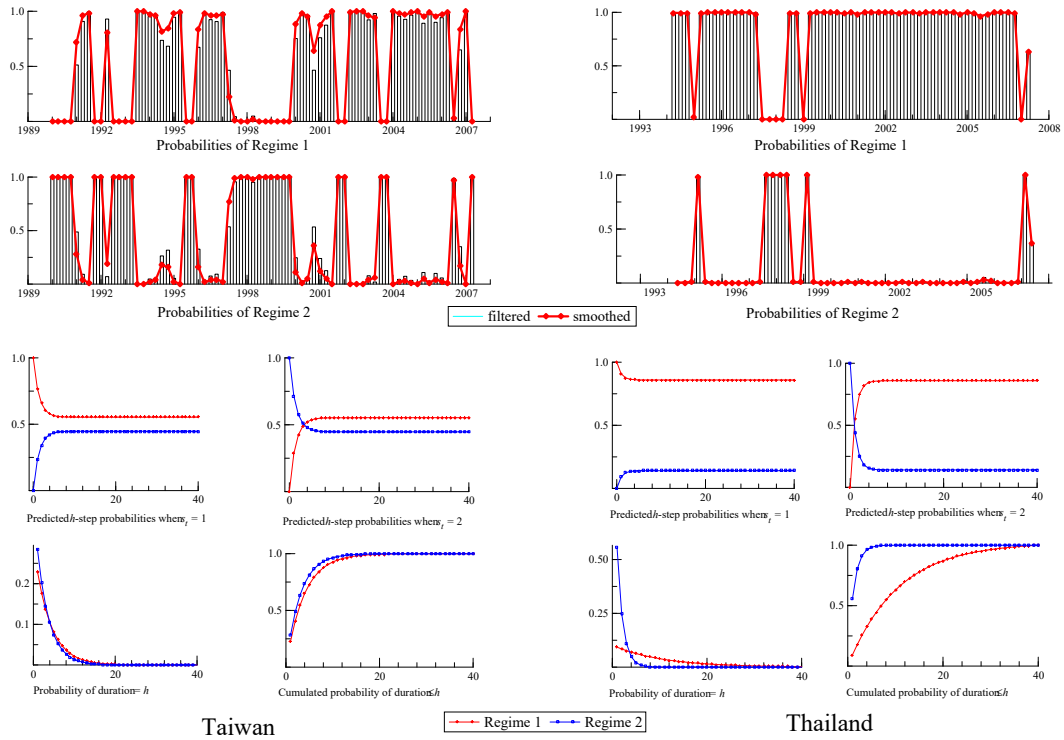 1.0
0.5
1989 1992 1995 1998 2001 2004 2007
Probabilities of Regime 1
1.0
0.5
1993 1996 1999 2002 2005 2008
Probabilities of Regime 1
1.0
0.5
1989 1992 1995 1998 2001 2004 2007
Probabilities of Regime 2
1.0
0.5
1993 1996 1999 2002 2005
Probabilities of Regime 2
filtered smoothed
1.0
0.5
0 20 40
Predicted h-step probabilities when s_t = 1
1.0
0.5
0 20 40
Predicted h-step probabilities when s_t = 2
1.0
0.5
0 20 40
Predicted h-step probabilities when s_t = 1
1.0
0.5
0 20 40
Predicted h-step probabilities when s_t = 2
0.2
0.1
0 20 40
Probability of duration = h
1.0
0.5
0 20 40
Cumulated probability of duration ≤ h
0.50
0.25
0 20 40
Probability of duration = h
1.0
0.5
0 20 40
Cumulated probability of duration ≤ h
Taiwan
Regime 1 Regime 2
Thailand